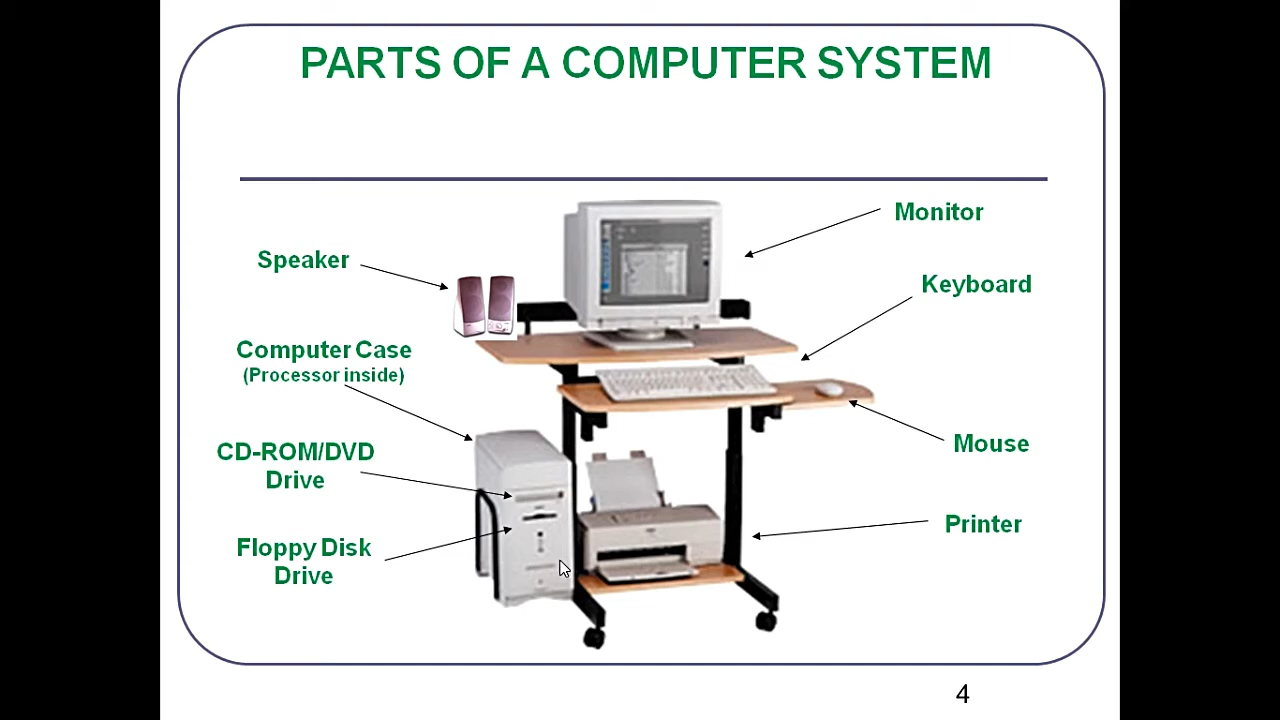 PARTS OF A COMPUTER SYSTEM
Monitor
Speaker
Keyboard
Computer Case
(Processor inside)
CD-ROM/DVD
Drive
Mouse
Printer
Floppy Disk
Drive
4